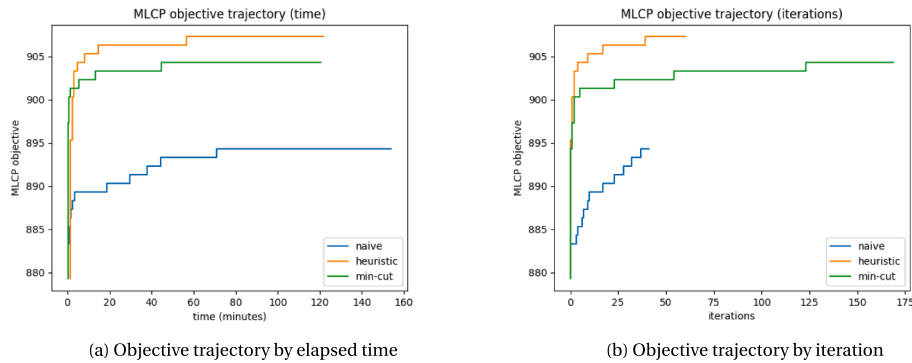 MLCP objective trajectory (time)
MLCP objective
905
900
895
890
885
880
0
20
40
60
80
100
120
140
160
time (minutes)
naive
heuristic
min-cut
(a) Objective trajectory by elapsed time
MLCP objective trajectory (iterations)
MLCP objective
905
900
895
890
885
880
0
25
50
75
100
125
150
175
iterations
naive
heuristic
min-cut
(b) Objective trajectory by iteration